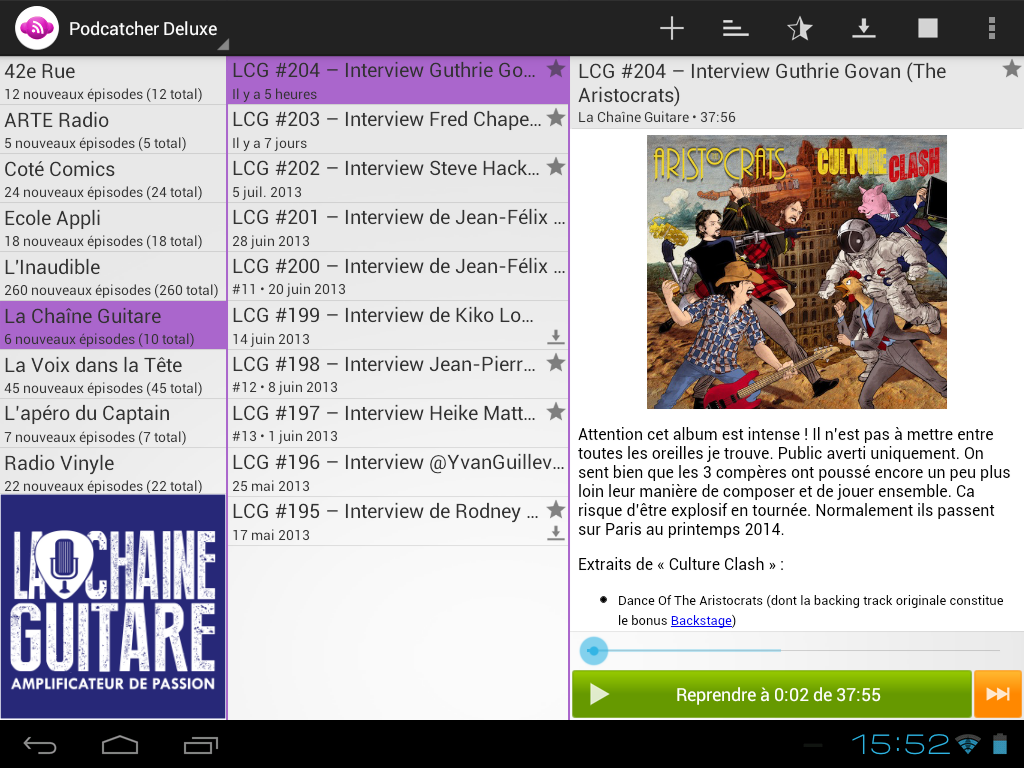 Podcatcher Deluxe
42e Rue
12 nouveaux épisodes (12 total)
ARTE Radio
5 nouveaux épisodes (5 total)
Coté Comics
24 nouveaux épisodes (24 total)
Ecole Appli
18 nouveaux épisodes (18 total)
L'Inaudible
260 nouveaux épisodes (260 total)
La Chaîne Guitare
6 nouveaux épisodes (10 total)
La Voix dans la Tête
45 nouveaux épisodes (45 total)
L'apéro du Captain
7 nouveaux épisodes (7 total)
Radio Vinyle
22 nouveaux épisodes (22 total)
LA CHAINE
GUITARE
AMPLIFICATEUR DE PASSION
LCG #204 – Interview Guthrie Go...
Il y a 5 heures
LCG #203 – Interview Fred Chape...
Il y a 7 jours
LCG #202 – Interview Steve Hack...
5 juil. 2013
LCG #201 – Interview de Jean-Félix ...
28 juin 2013
LCG #200 – Interview de Jean-Félix ...
#11 • 20 juin 2013
LCG #199 – Interview de Kiko Lo...
14 juin 2013
LCG #198 – Interview Jean-Pierr...
#12 • 8 juin 2013
LCG #197 – Interview Heike Matt...
#13 • 1 juin 2013
LCG #196 – Interview @YvanGuillev...
25 mai 2013
LCG #195 – Interview de Rodney ...
17 mai 2013
LCG #204 – Interview Guthrie Govan (The
Aristocrats)
La Chaîne Guitare • 37:56
ARISTOCRATS CULTURE CLASH
Attention cet album est intense ! Il n'est pas à mettre entre
toutes les oreilles je trouve. Public averti uniquement. On
sent bien que les 3 compères ont poussé encore un peu plus
loin leur manière de composer et de jouer ensemble. Ca
risque d'être explosif en tournée. Normalement ils passent
sur Paris au printemps 2014.
Extraits de « Culture Clash » :
• Dance Of The Aristocrats (dont la backing track originale constitue
le bonus Backstage)
Reprendre à 0:02 de 37:55
15:52